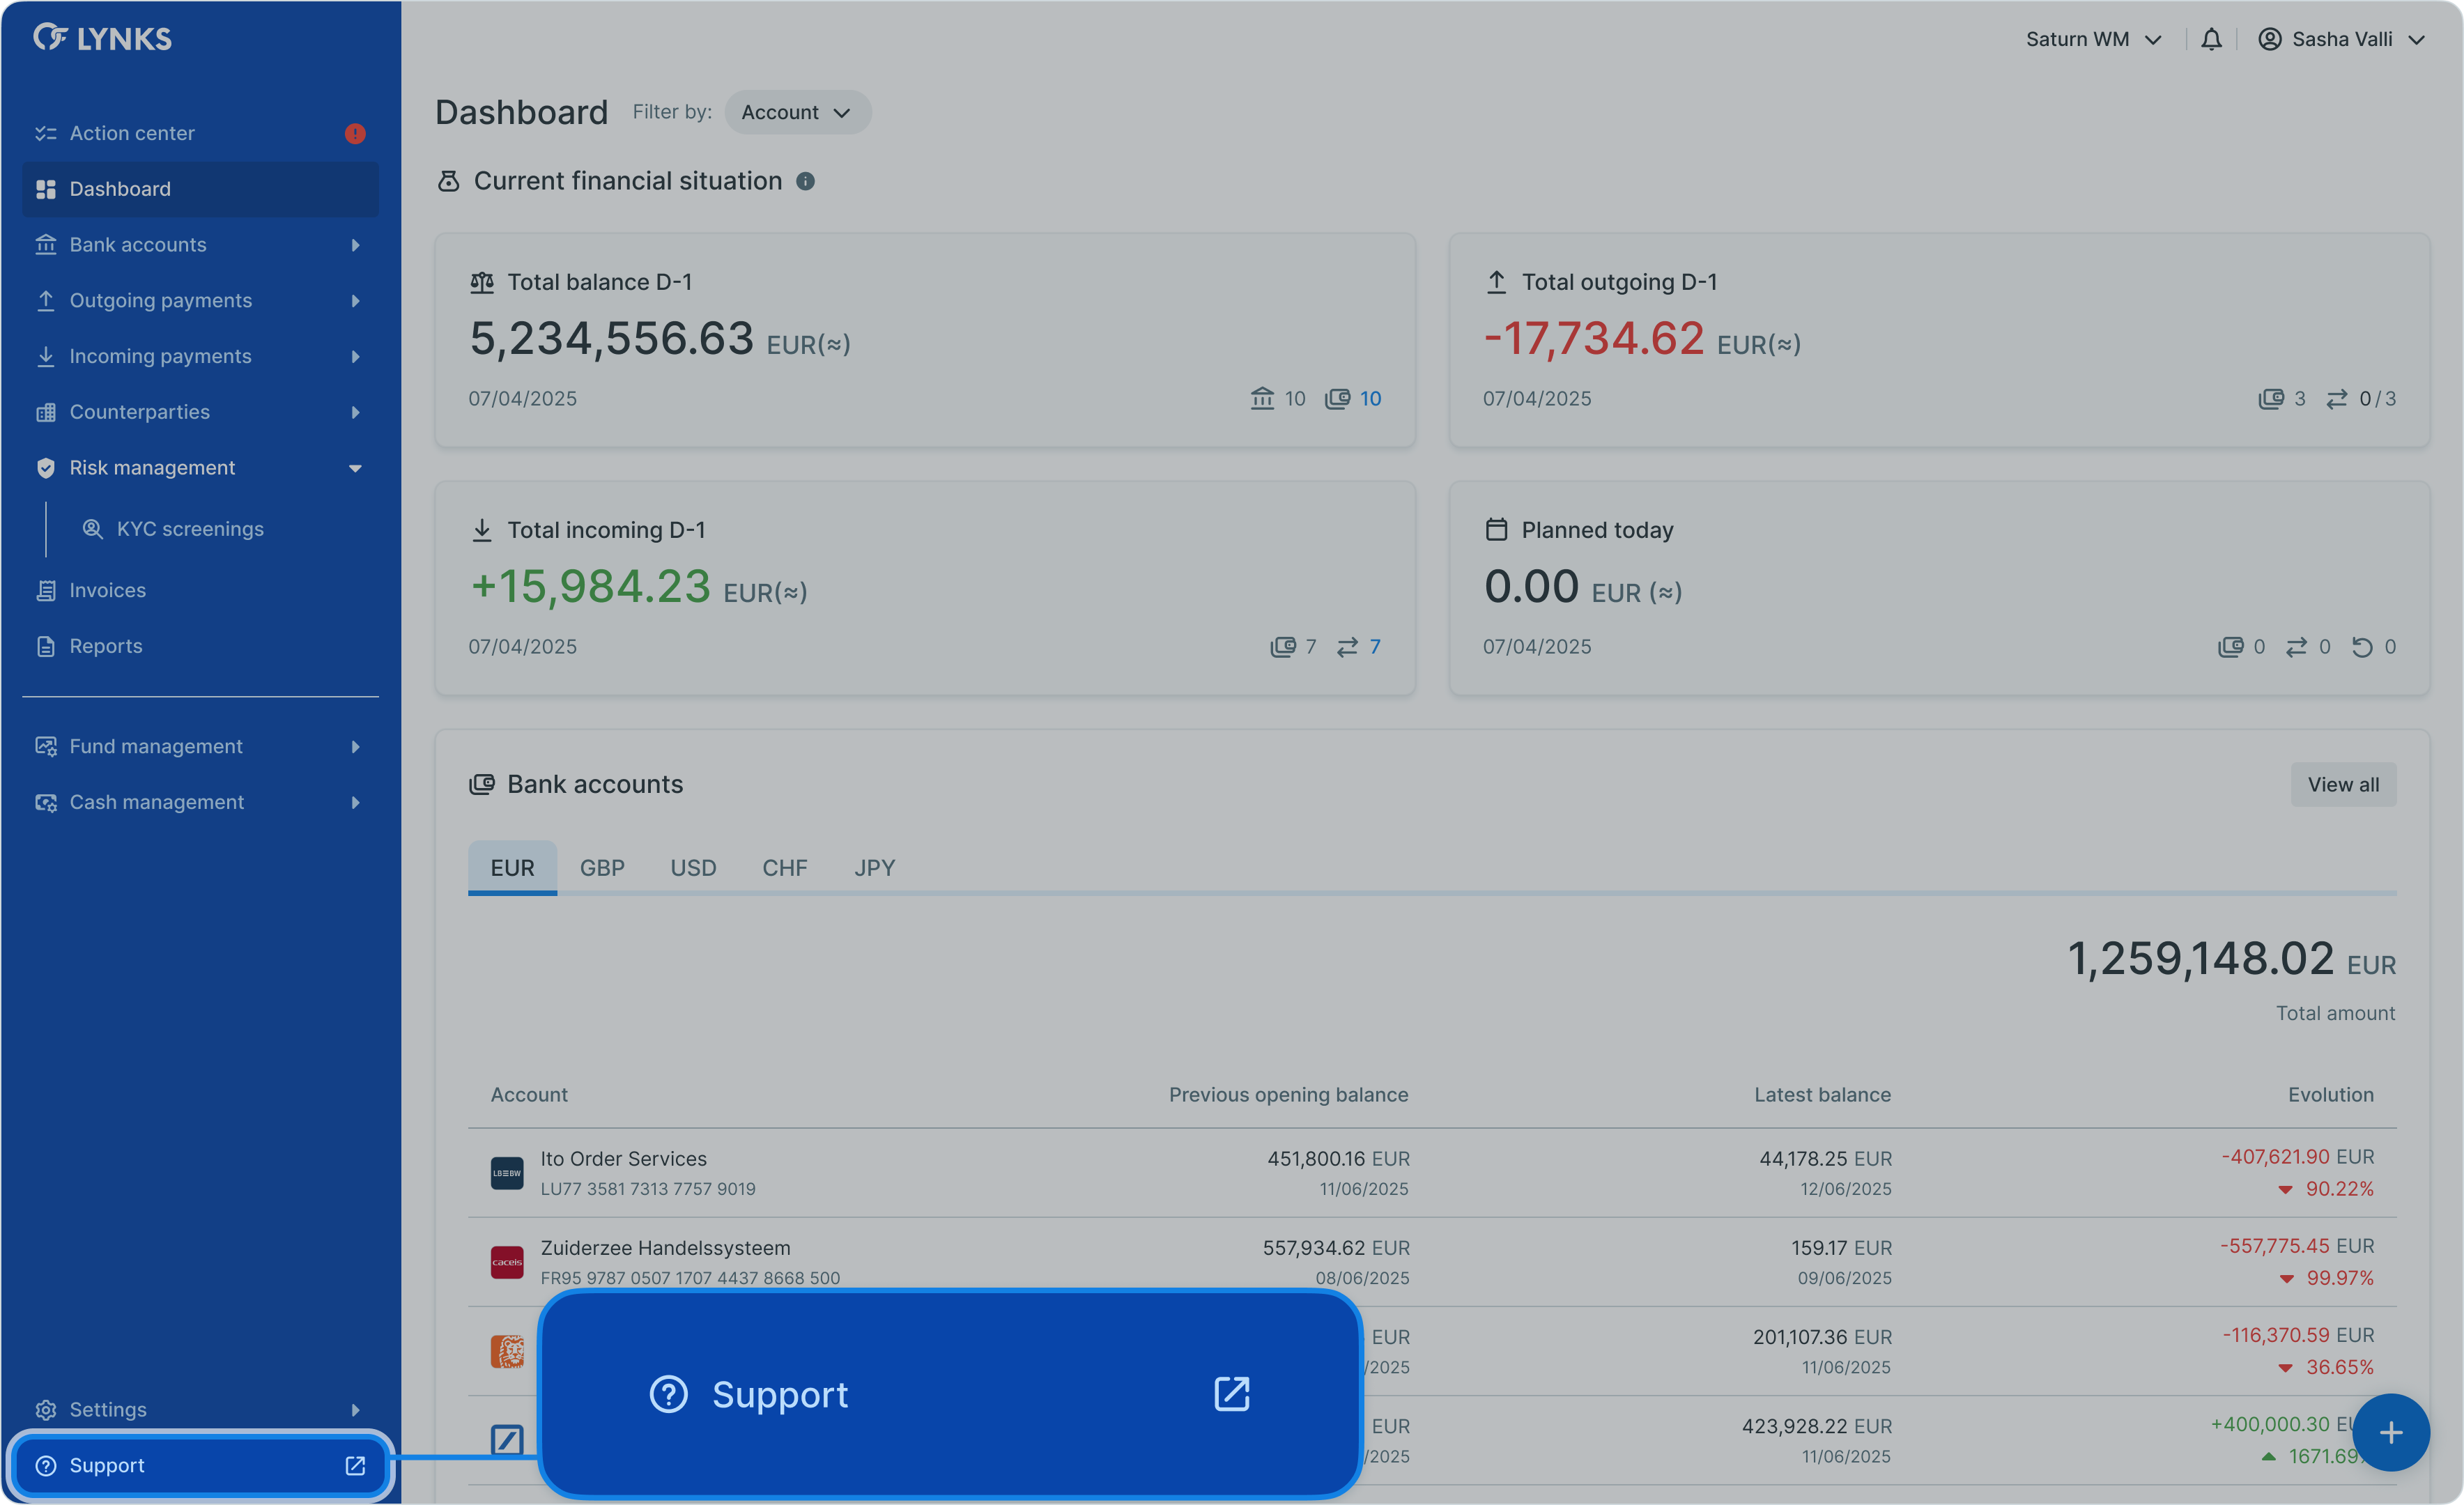 LYNKS
Saturn WM
Sasha Valli
Action center
Dashboard
Bank accounts
Outgoing payments
Incoming payments
Counterparties
Risk management
KYC screenings
Invoices
Reports
Fund management
Cash management
Settings
Support
Dashboard Filter by: Account
Current financial situation
Total balance D-1
5,234,556.63 EUR(≈)
07/04/2025 10 10
Total outgoing D-1
-17,734.62 EUR(≈)
07/04/2025 3 0/3
Total incoming D-1
+15,984.23 EUR(≈)
07/04/2025 7 7
Planned today
0.00 EUR (≈)
07/04/2025 0 0 0
Bank accounts View all
EUR GBP USD CHF JPY
1,259,148.02 EUR
Total amount
Account Previous opening balance Latest balance Evolution
LB≡BW Ito Order Services 451,800.16 EUR 44,178.25 EUR -407,621.90 EUR
LU77 3581 7313 7757 9019 11/06/2025 12/06/2025 90.22%
caceis Zuiderzee Handelssysteem 557,934.62 EUR 159.17 EUR -557,775.45 EUR
FR95 9787 0507 1707 4437 8668 500 08/06/2025 09/06/2025 99.97%
EUR 201,107.36 EUR -116,370.59 EUR
/2025 11/06/2025 36.65%
Support
EUR 423,928.22 EUR +400,000.30
/2025 11/06/2025 1671.69